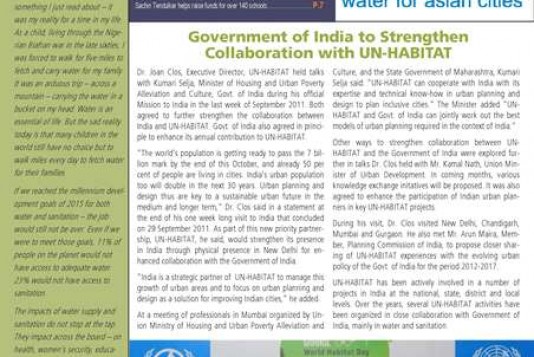 something I just read about – it
was my reality for a time in my life.
As a child, living through the Nige-
rian Biafran war in the late sixties, I
was forced to walk for five-miles to
fetch and carry water for my family.
It was an arduous trip – across a
mountain – carrying the water in a
bucket on my head. Water is an
essential of life. But the sad reality
today is that many children in the
world still have no choice but to
walk miles every day to fetch water
for their families.
If we reached the millennium devel-
opment goals of 2015 for both
water and sanitation – the job
would still not be over. Even if we
were to meet those goals, 11% of
people on the planet would not
have access to adequate water
23% would not have access to
sanitation.
The impacts of water supply and
sanitation do not stop at the tap.
They impact across the board – on
health, women's security, educa-
Sachin Tendulkar helps raise funds for over 140 schools P.7
water for asian cities
Government of India to Strengthen
Collaboration with UN-HABITAT
Dr. Joan Clos, Executive Director, UN-HABITAT held talks
with Kumari Selja, Minister of Housing and Urban Poverty
Alleviation and Culture, Govt. of India during his official
Mission to India in the last week of September 2011. Both
agreed to further strengthen the collaboration between
India and UN-HABITAT. Govt. of India also agreed in princi-
ple to enhance its annual contribution to UN-HABITAT.
"The world's population is getting ready to pass the 7 bil-
lion mark by the end of this October, and already 50 per
cent of people are living in cities. India's urban population
too will double in the next 30 years. Urban planning and
design thus are key to a sustainable urban future in the
medium and longer term," Dr. Clos said in a statement at
the end of his one week long visit to India that concluded
on 28 September 2011. As part of this new priority partner-
ship, UN-HABITAT, he said, would strengthen its presence
in India through physical presence in New Delhi for en-
hanced collaboration with the Government of India.
"India is a strategic partner of UN-HABITAT to manage this
growth of urban areas and to focus on urban planning and
design as a solution for improving Indian cities," he added.
At a meeting of professionals in Mumbai organized by Un-
ion Ministry of Housing and Urban Poverty Alleviation and
Culture, and the State Government of Maharashtra, Kumari
Selja said: "UN-HABITAT can cooperate with India with its
expertise and technical know-how in urban planning and
design to plan inclusive cities." The Minister added "UN-
HABITAT and Govt. of India can jointly work out the best
models of urban planning required in the context of India."
Other ways to strengthen collaboration between UN-
HABITAT and the Government of India were explored fur-
ther in talks Dr. Clos held with Mr. Kamal Nath, Union Min-
ister of Urban Development. In coming months, various
knowledge exchange initiatives will be proposed. It was also
agreed to enhance the participation of Indian urban plan-
ners in key UN-HABITAT projects.
During his visit, Dr. Clos visited New Delhi, Chandigarh,
Mumbai and Gurgaon. He also met Mr. Arun Maira, Mem-
ber, Planning Commission of India, to propose closer shar-
ing of UN-HABITAT experiences with the evolving urban
policy of the Govt. of India for the period 2012-2017.
UN-HABITAT has been actively involved in a number of
projects in India at the national, state, district and local
levels. Over the years, several UN-HABITAT activities have
been organized in close collaboration with Government of
India, mainly in water and sanitation.
World Habitat Day